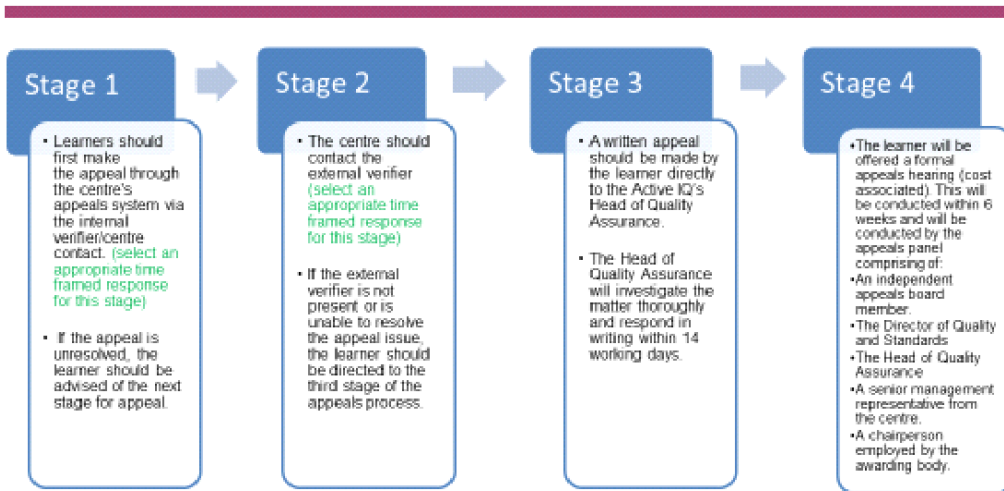 Stage 1
• Learners should
first make
the appeal through
the centre's
appeals system via
the internal
verifier/centre
contact. (select an
appropriate time
framed response
for this stage)
• If the appeal is
unresolved, the
learner should be
advised of the next
stage for appeal.
Stage 2
• The centre should
contact the
external verifier
(select an
appropriate time
framed response
for this stage)
• If the external
verifier is not
present or is
unable to resolve
the appeal issue,
the learner should
be directed to the
third stage of the
appeals process.
Stage 3
• A written appeal
should be made by
the learner directly
to the Active IQ's
Head of Quality
Assurance.
• The Head of
Quality Assurance
will investigate the
matter thoroughly
and respond in
writing within 14
working days.
Stage 4
•The learner will be
offered a formal
appeals hearing (cost
associated). This will
be conducted within 6
weeks and will be
conducted by the
appeals panel
comprising of:
•An independent
appeals board
member.
•The Director of Quality
and Standards
•The Head of Quality
Assurance
•A senior management
representative from
the centre.
•A chairperson
employed by the
awarding body.